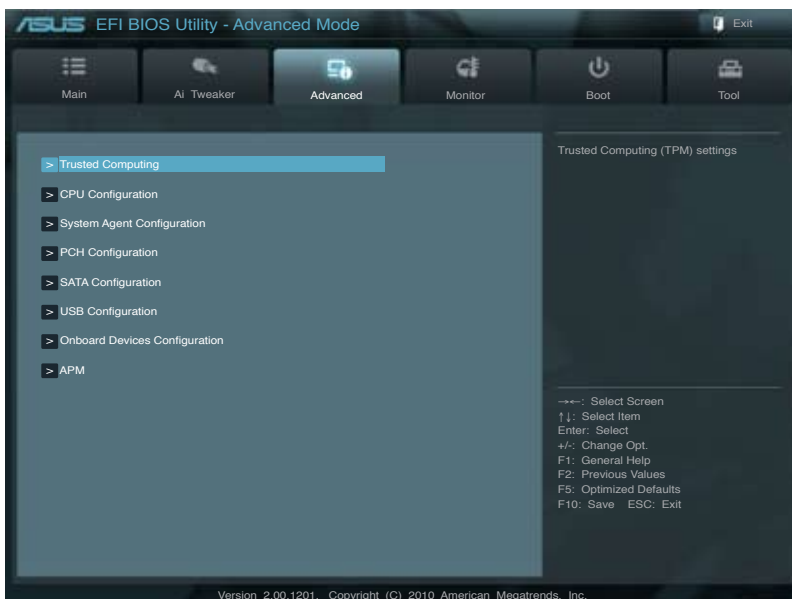 ASUS EFI BIOS Utility - Advanced Mode
Exit
Main
Ai Tweaker
Advanced
Monitor
Boot
Tool
> Trusted Computing
> CPU Configuration
> System Agent Configuration
> PCH Configuration
> SATA Configuration
> USB Configuration
> Onboard Devices Configuration
> APM
Trusted Computing (TPM) settings
→←: Select Screen
↑↓: Select Item
Enter: Select
+/-: Change Opt.
F1: General Help
F2: Previous Values
F5: Optimized Defaults
F10: Save ESC: Exit
Version 2.00.1201. Copyright (C) 2010 American Megatrends, Inc.